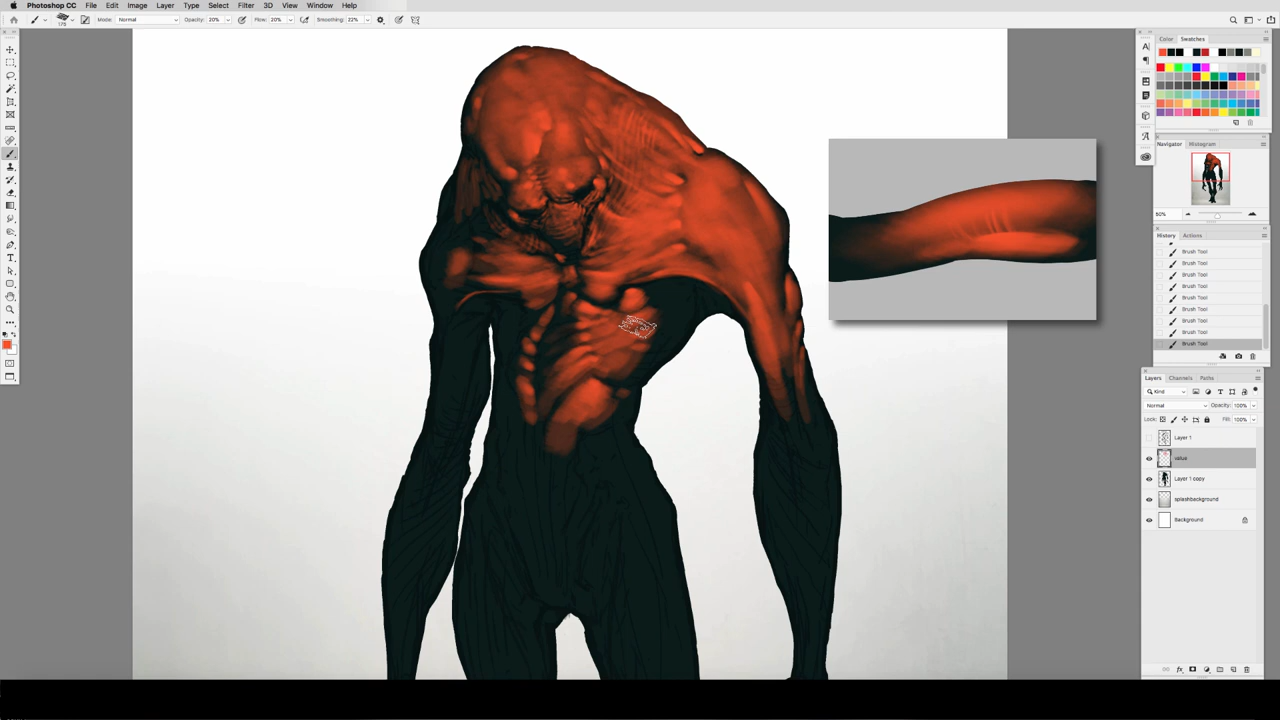 Photoshop CC File Edit Image Layer Type Select Filter 3D View Window Help
176 Mode: Normal Opacity: 20% Flow: 20% Smoothing: 22%
Color Swatches
Navigator Histogram
50%
History Actions
Brush Tool
Brush Tool
Brush Tool
Brush Tool
Brush Tool
Brush Tool
Brush Tool
Brush Tool
Brush Tool
Layers Channels Paths
Kind
Normal Opacity: 100%
Lock: Fill: 100%
Layer 1
value
Layer 1 copy
splashbackground
Background